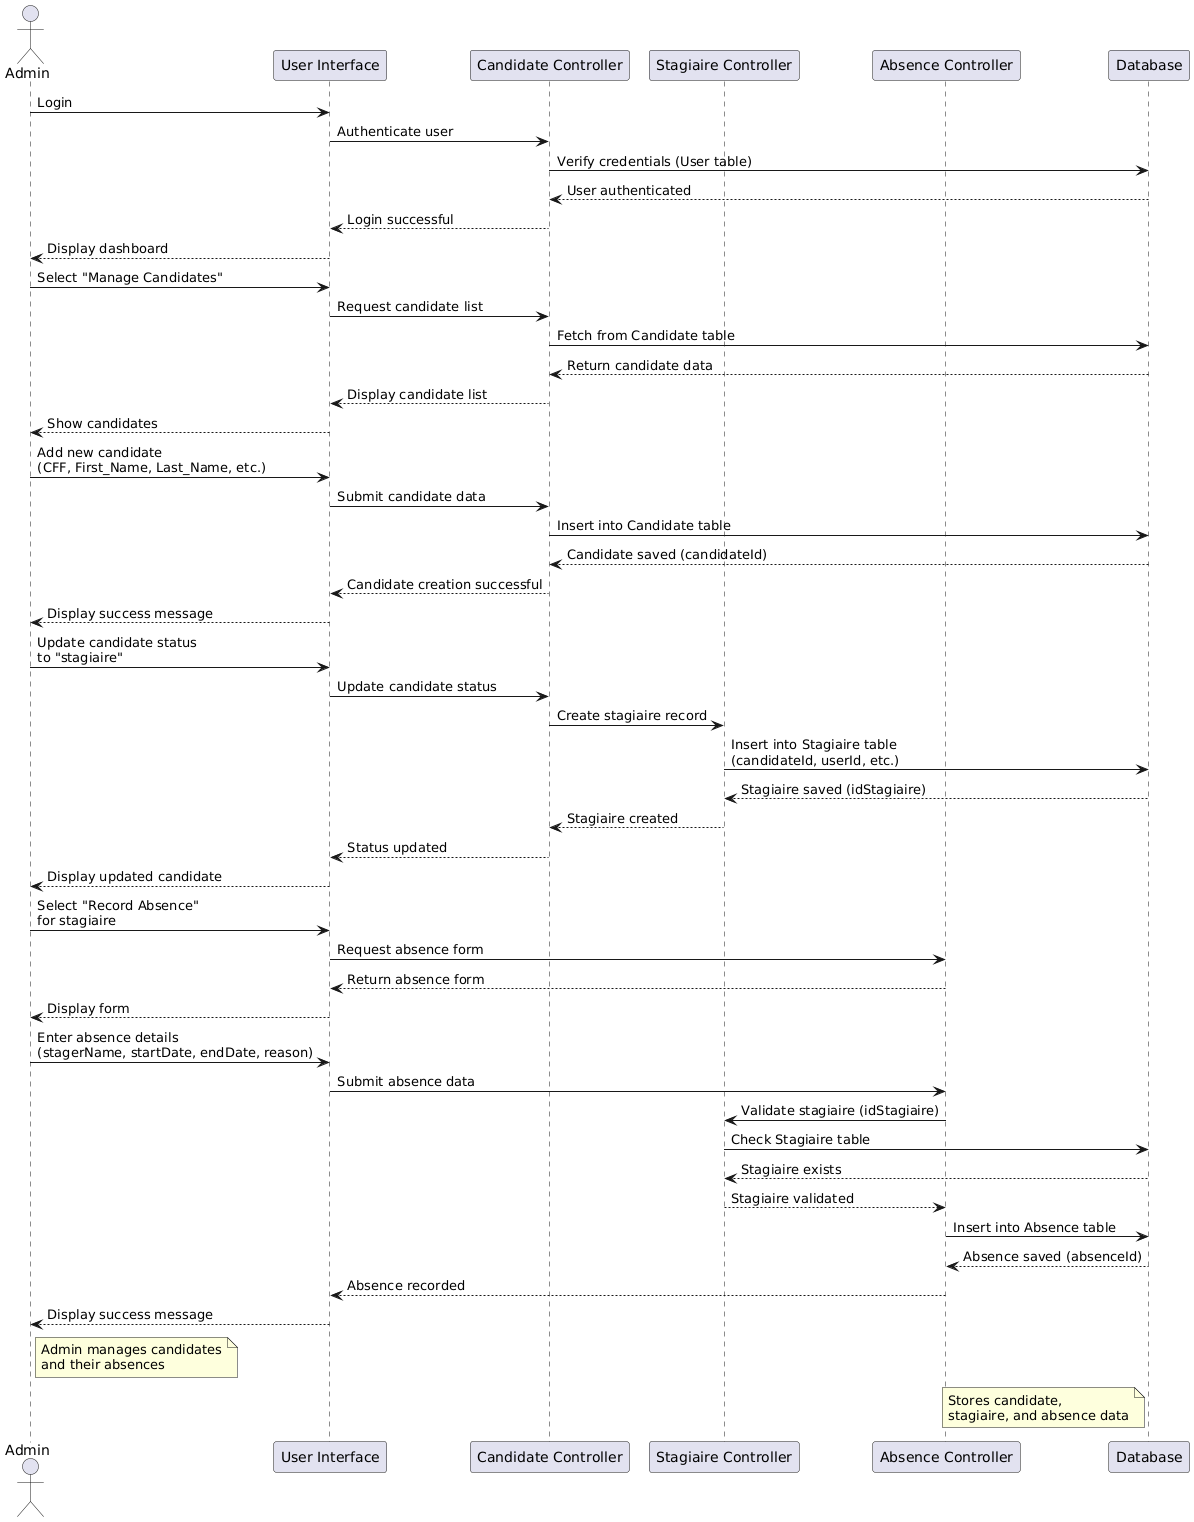 Admin
User Interface
Candidate Controller
Stagiaire Controller
Absence Controller
Database
Login
Authenticate user
Verify credentials (User table)
User authenticated
Login successful
Display dashboard
Select "Manage Candidates"
Request candidate list
Fetch from Candidate table
Return candidate data
Display candidate list
Show candidates
Add new candidate
(CFF, First_Name, Last_Name, etc.)
Submit candidate data
Insert into Candidate table
Candidate saved (candidateId)
Candidate creation successful
Display success message
Update candidate status
to "stagiaire"
Update candidate status
Create stagiaire record
Insert into Stagiaire table
(candidateId, userId, etc.)
Stagiaire saved (idStagiaire)
Stagiaire created
Status updated
Display updated candidate
Select "Record Absence"
for stagiaire
Request absence form
Return absence form
Display form
Enter absence details
(stagerName, startDate, endDate, reason)
Submit absence data
Validate stagiaire (idStagiaire)
Check Stagiaire table
Stagiaire exists
Stagiaire validated
Insert into Absence table
Absence saved (absenceId)
Absence recorded
Display success message
Admin manages candidates
and their absences
Stores candidate,
stagiaire, and absence data
Admin
User Interface
Candidate Controller
Stagiaire Controller
Absence Controller
Database